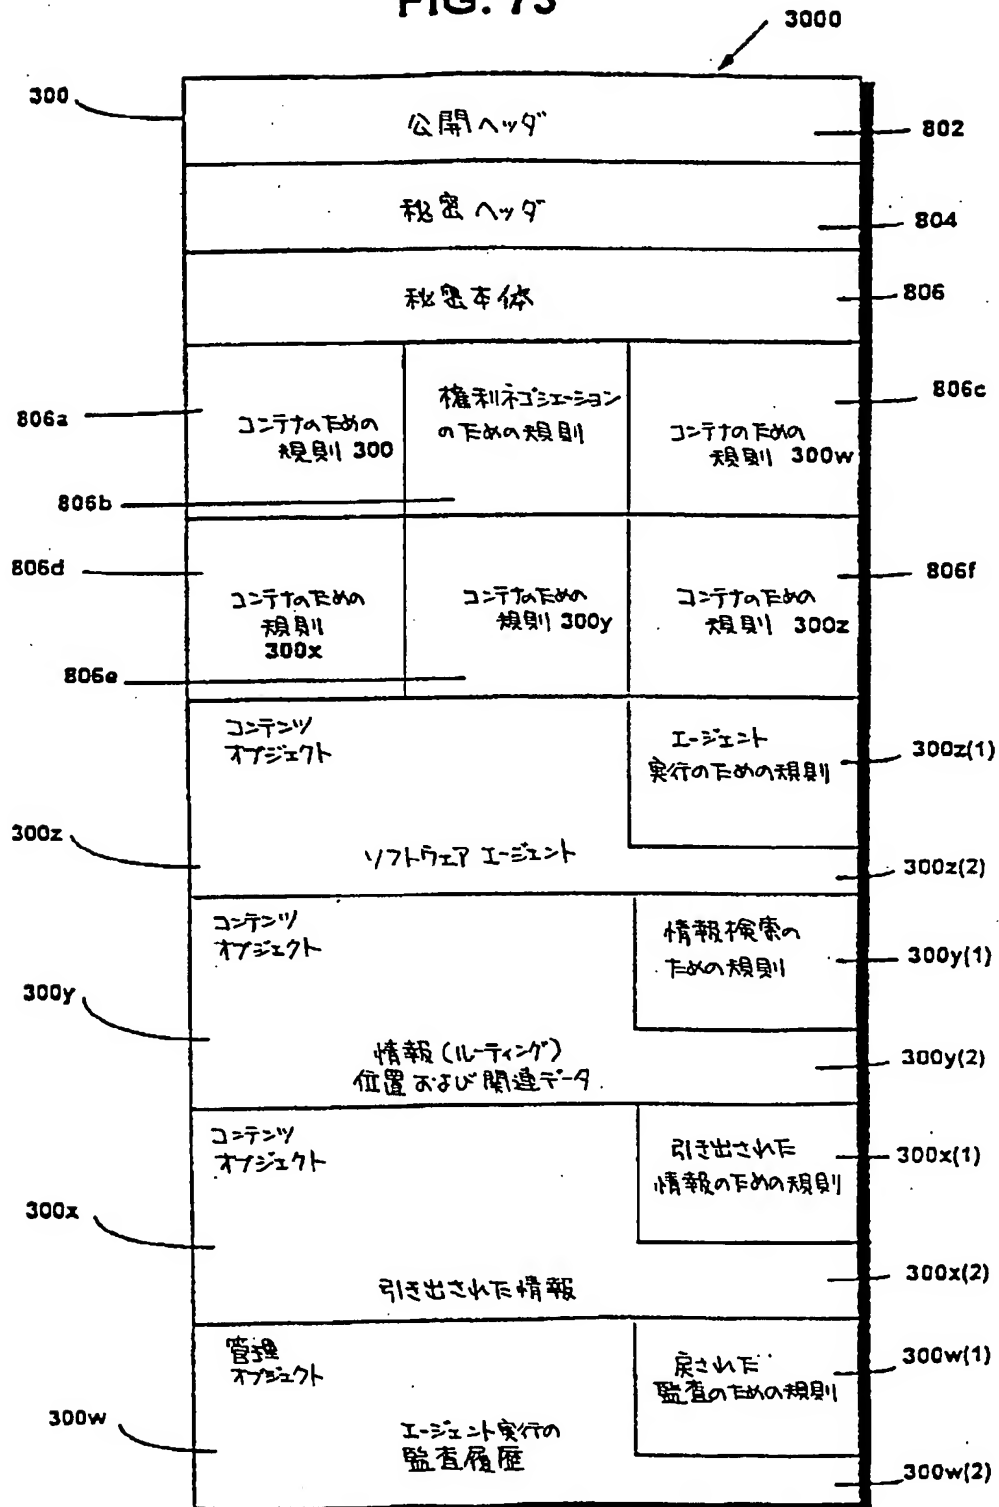 FIG. 73
3000
300
公開ヘッダ
802
秘密ヘッダ
804
秘密本体
806
806a
コンテナのための
規則 300
権利ネゴシエーション
のための規則
806c
コンテナのための
規則 300w
806b
806d
コンテナのための
規則
300x
コンテナのための
規則 300y
806f
コンテナのための
規則 300z
806e
コンテンツ
オブジェクト
エージェント
実行のための規則
300z(1)
300z
ソフトウェア エージェント
300z(2)
コンテンツ
オブジェクト
情報検索の
ための規則
300y(1)
300y
情報(ルーティング)
位置および関連データ
300y(2)
コンテンツ
オブジェクト
引き出された
情報のための規則
300x(1)
300x
引き出された情報
300x(2)
管理
オブジェクト
戻された
監査のための規則
300w(1)
300w
エージェント実行の
監査履歴
300w(2)